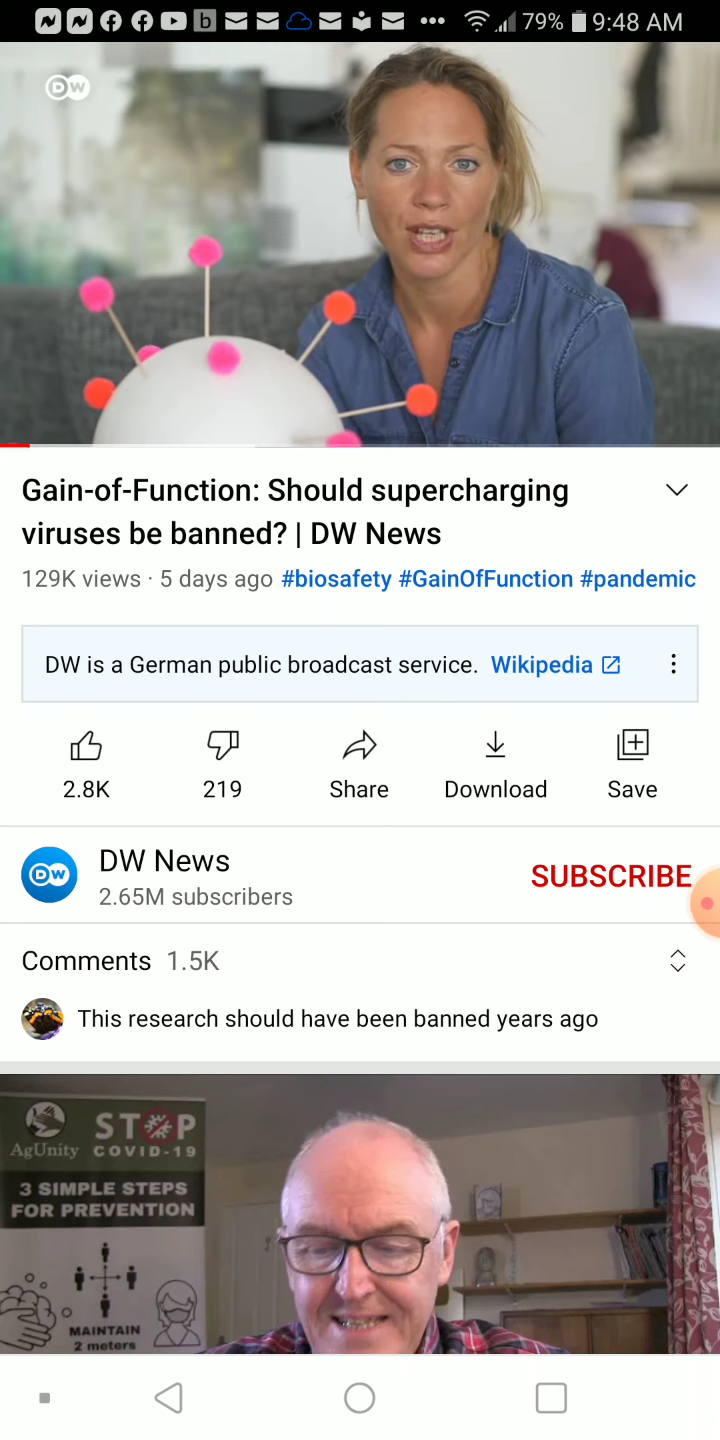 b 79% 9:48 AM
DW
Gain-of-Function: Should supercharging
viruses be banned? | DW News
129K views · 5 days ago #biosafety #GainOfFunction #pandemic
DW is a German public broadcast service. Wikipedia
2.8K 219 Share Download Save
DW
DW News
2.65M subscribers
SUBSCRIBE
Comments 1.5K
This research should have been banned years ago
AgUnity
STOP
COVID-19
3 SIMPLE STEPS
FOR PREVENTION
MAINTAIN
2 meters